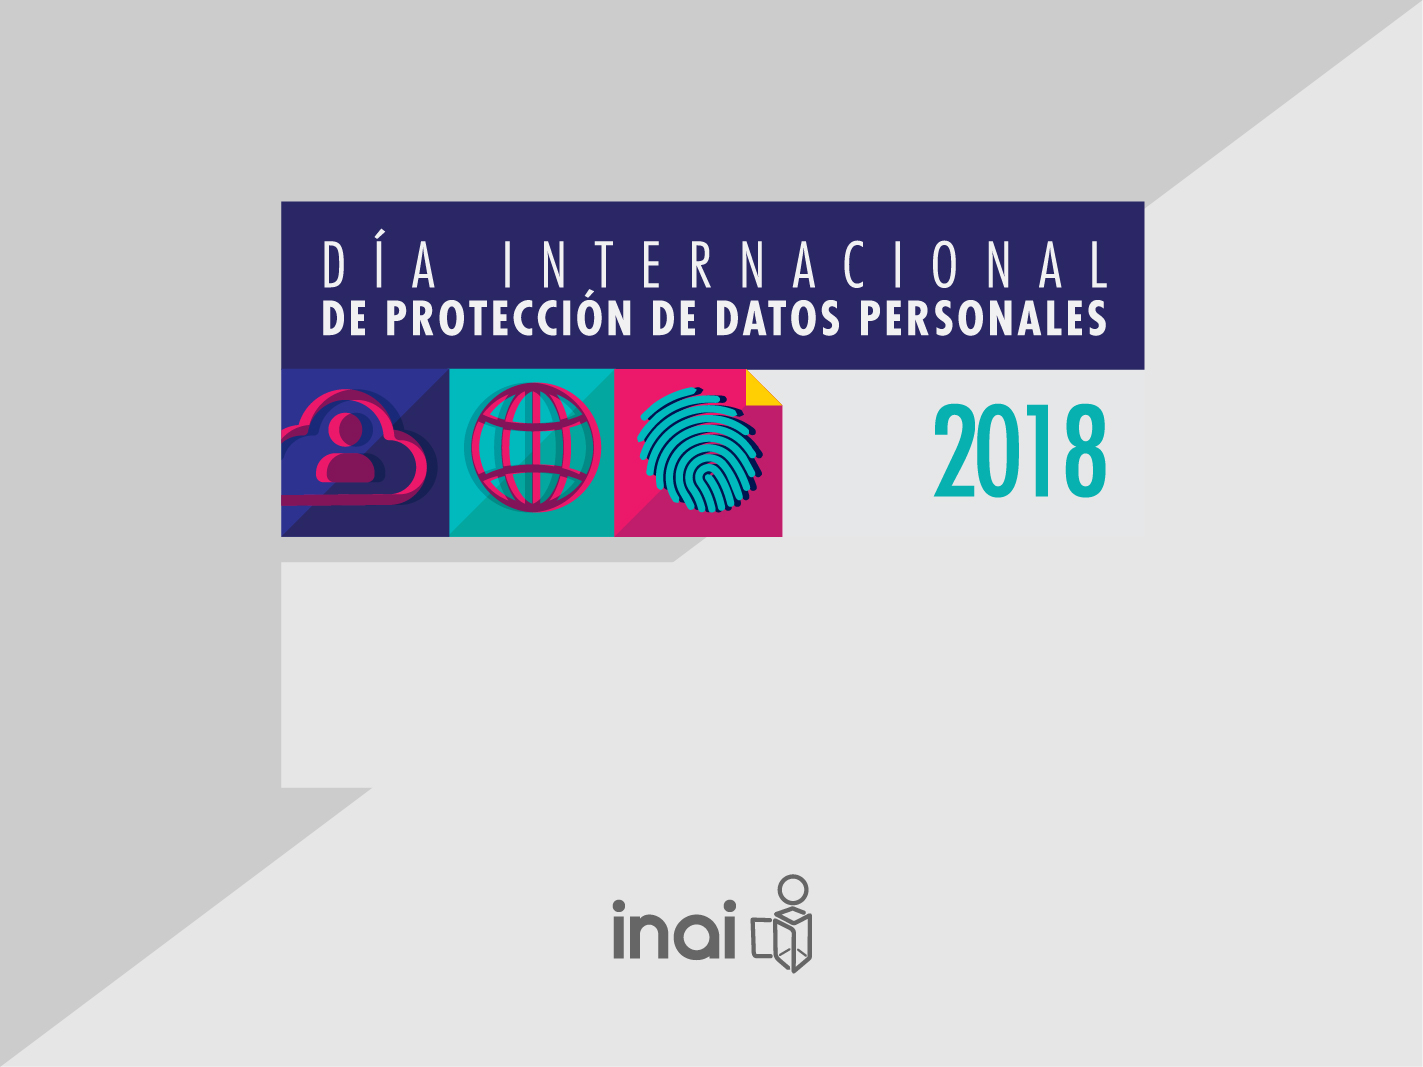 DÍA INTERNACIONAL
DE PROTECCIÓN DE DATOS PERSONALES
2018
inai